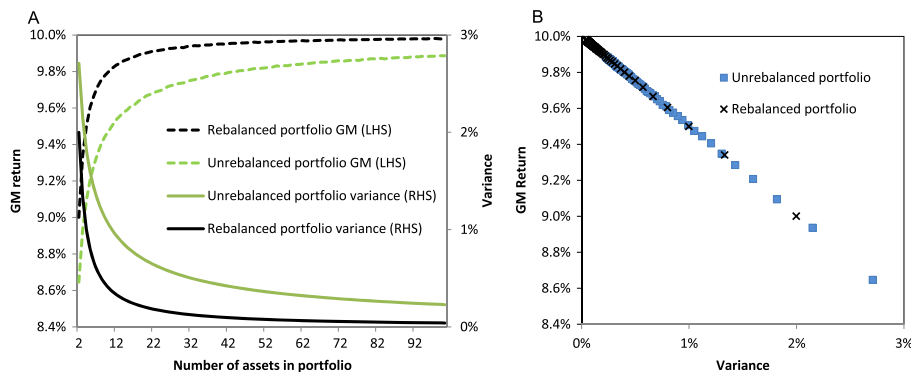 A
10.0%
9.8%
9.6%
9.4%
9.2%
9.0%
8.8%
8.6%
8.4%
GM return
3%
2%
1%
0%
Variance
Rebalanced portfolio GM (LHS)
Unrebalanced portfolio GM (LHS)
Unrebalanced portfolio variance (RHS)
Rebalanced portfolio variance (RHS)
2 12 22 32 42 52 62 72 82 92
Number of assets in portfolio
B
10.0%
9.8%
9.6%
9.4%
9.2%
9.0%
8.8%
8.6%
8.4%
GM Return
Unrebalanced portfolio
Rebalanced portfolio
0% 1% 2% 3%
Variance